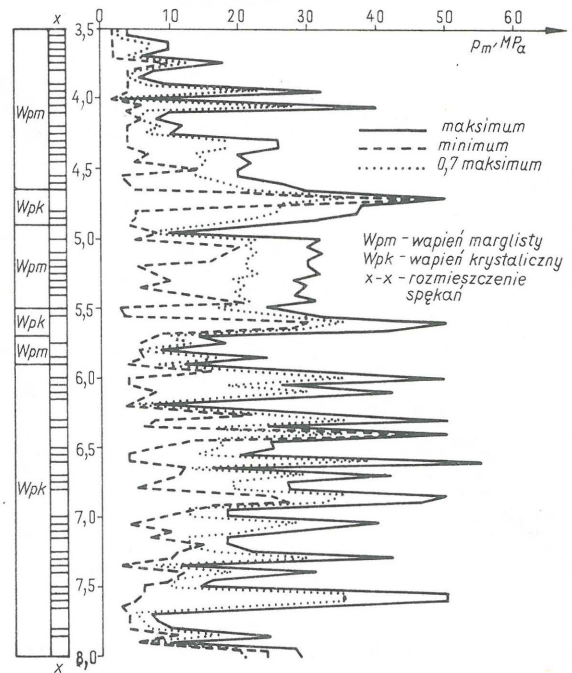 x
0 10 20 30 40 50 60
pm, MPa
3,5
4,0
4,5
5,0
5,5
6,0
6,5
7,0
7,5
8,0
Wpm
Wpk
Wpm
Wpk
Wpm
Wpk
x
maksimum
minimum
0,7 maksimum
Wpm – wapień marglisty
Wpk – wapień krystaliczny
x-x – rozmieszczenie
spękań